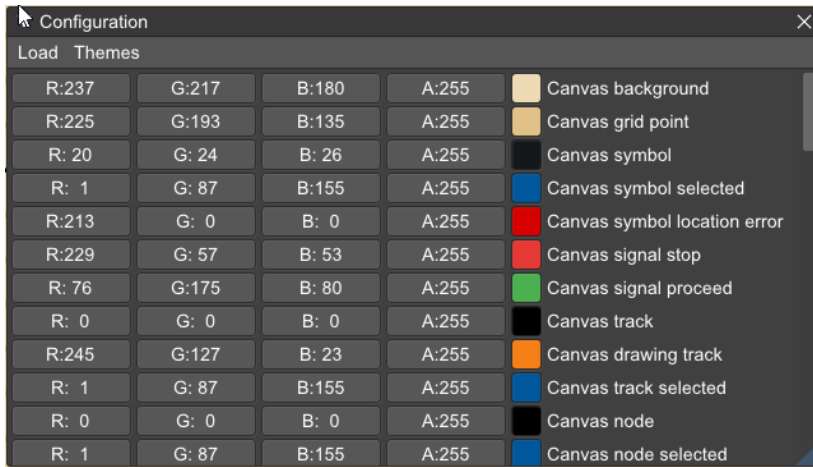 Configuration
Load Themes
R:237 G:217 B:180 A:255 Canvas background
R:225 G:193 B:135 A:255 Canvas grid point
R: 20 G: 24 B: 26 A:255 Canvas symbol
R: 1 G: 87 B:155 A:255 Canvas symbol selected
R:213 G: 0 B: 0 A:255 Canvas symbol location error
R:229 G: 57 B: 53 A:255 Canvas signal stop
R: 76 G:175 B: 80 A:255 Canvas signal proceed
R: 0 G: 0 B: 0 A:255 Canvas track
R:245 G:127 B: 23 A:255 Canvas drawing track
R: 1 G: 87 B:155 A:255 Canvas track selected
R: 0 G: 0 B: 0 A:255 Canvas node
R: 1 G: 87 B:155 A:255 Canvas node selected